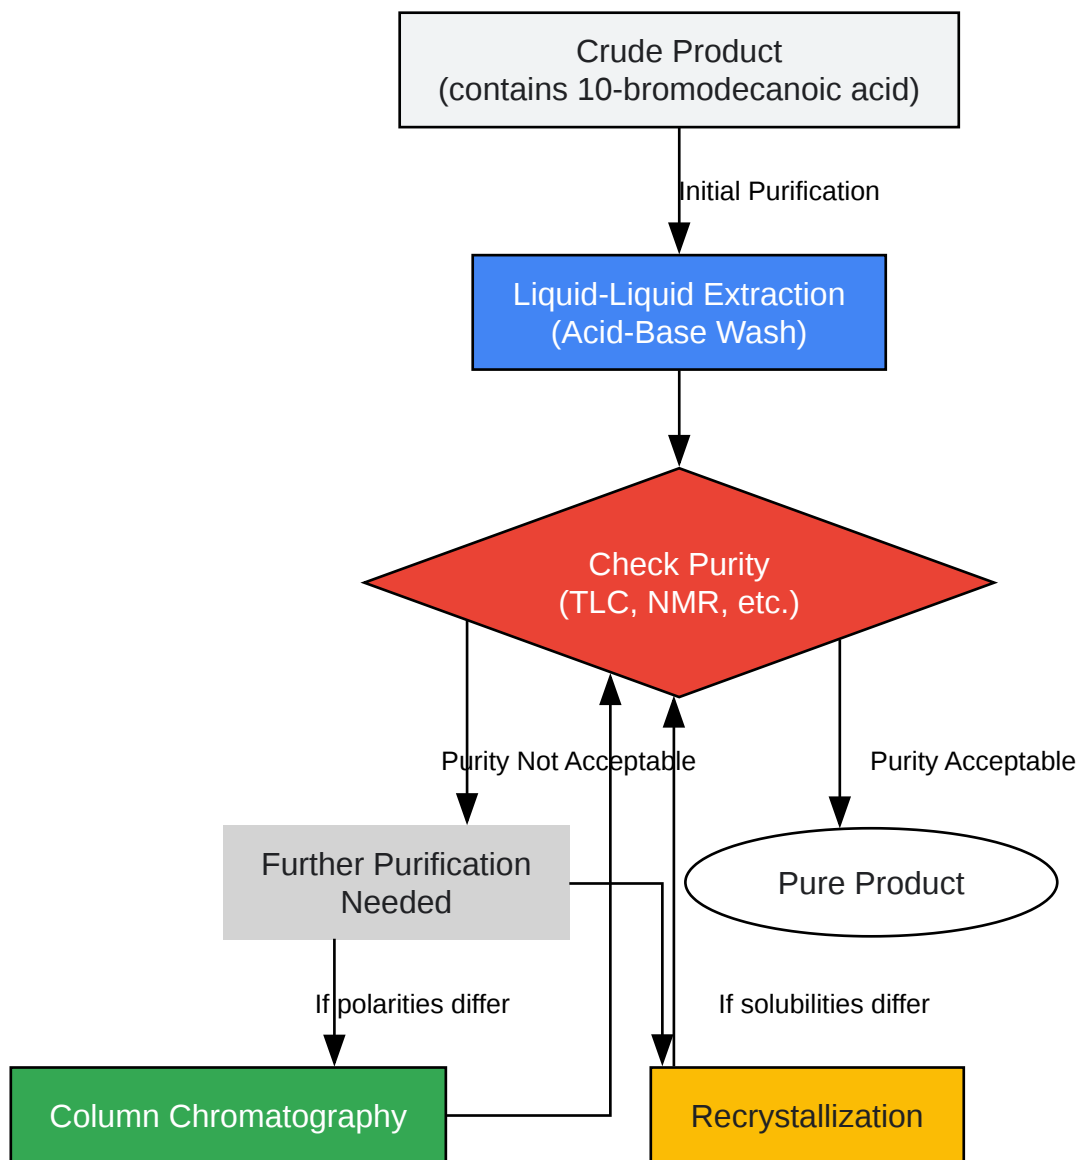 Crude Product
(contains 10-bromodecanoic acid)
Initial Purification
Liquid-Liquid Extraction
(Acid-Base Wash)
Check Purity
(TLC, NMR, etc.)
Purity Not Acceptable
Purity Acceptable
Further Purification
Needed
Pure Product
If polarities differ
If solubilities differ
Column Chromatography
Recrystallization